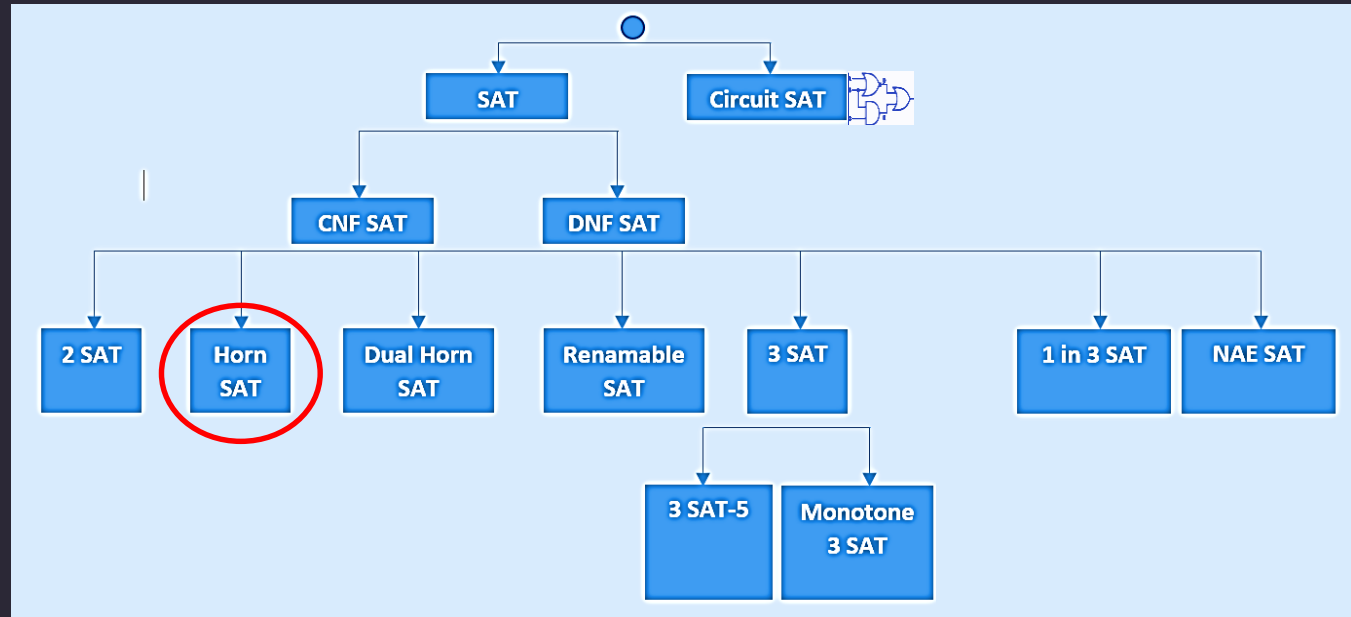 SAT
Circuit SAT
CNF SAT
DNF SAT
2 SAT
Horn
SAT
Dual Horn
SAT
Renamable
SAT
3 SAT
1 in 3 SAT
NAE SAT
3 SAT-5
Monotone
3 SAT